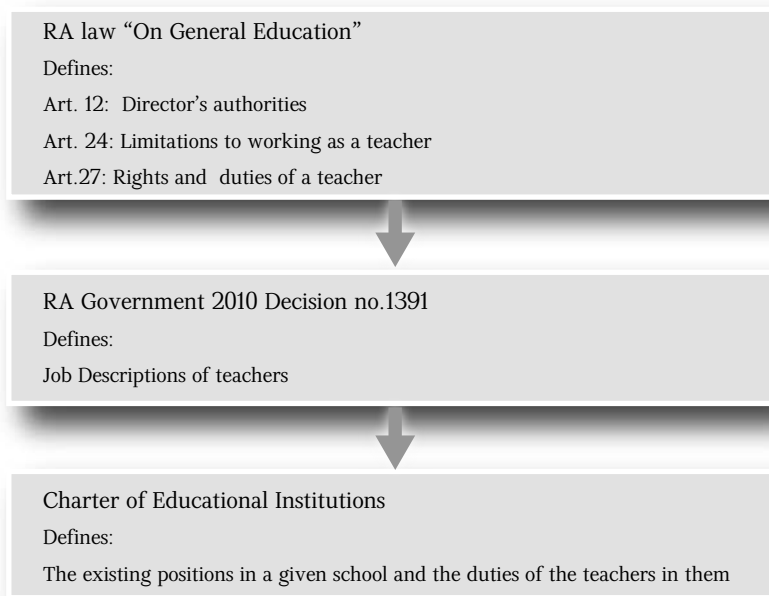 RA law “On General Education”
Defines:
Art. 12:  Director’s authorities
Art. 24: Limitations to working as a teacher
Art.27: Rights and  duties of a teacher
RA Government 2010 Decision no.1391
Defines:
Job Descriptions of teachers
Charter of Educational Institutions
Defines:
The existing positions in a given school and the duties of the teachers in them